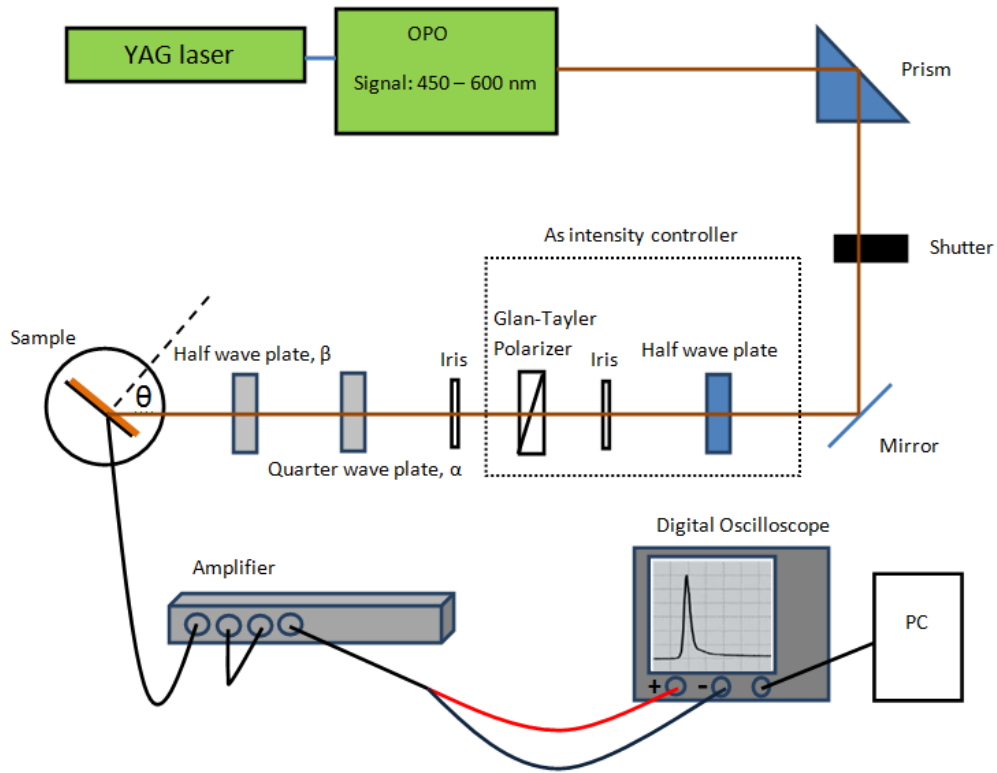 YAG laser
OPO
Signal: 450 – 600 nm
Prism
As intensity controller
Shutter
Glan-Tayler
Polarizer
Iris
Half wave plate
Sample
Half wave plate, β
Iris
θ
Quarter wave plate, α
Mirror
Digital Oscilloscope
Amplifier
PC
+ -